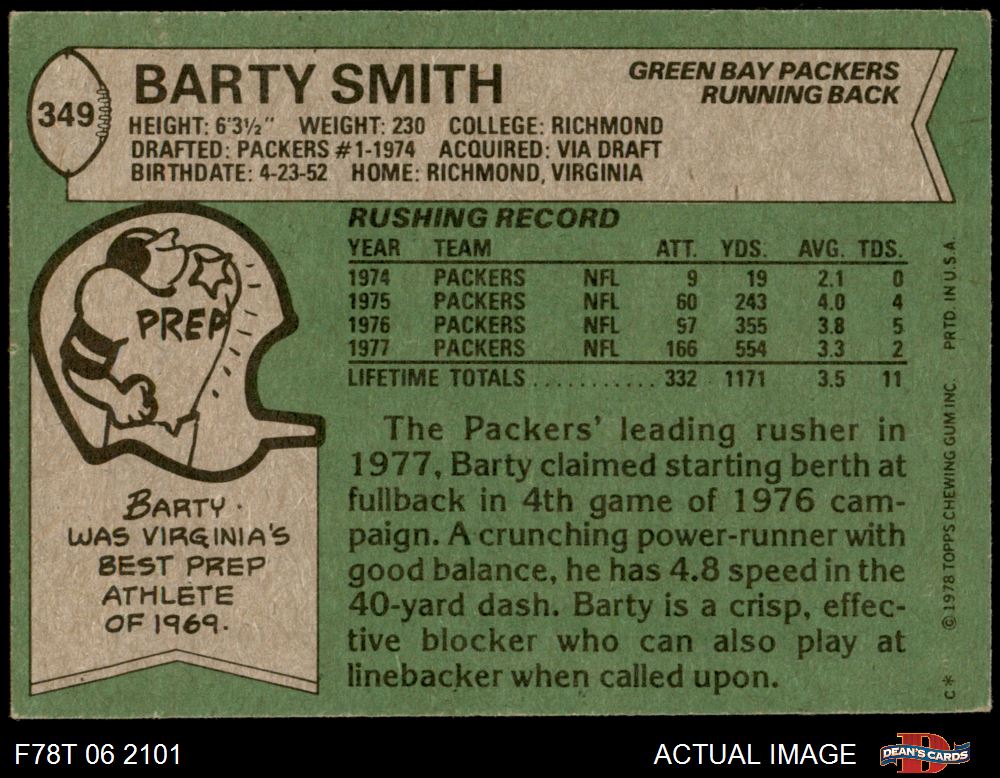 349
BARTY SMITH
GREEN BAY PACKERS
RUNNING BACK
HEIGHT: 6'3½" WEIGHT: 230 COLLEGE: RICHMOND
DRAFTED: PACKERS #1-1974 ACQUIRED: VIA DRAFT
BIRTHDATE: 4-23-52 HOME: RICHMOND, VIRGINIA
RUSHING RECORD
YEAR TEAM ATT. YDS. AVG. TDS.
1974 PACKERS NFL 9 19 2.1 0
1975 PACKERS NFL 60 243 4.0 4
1976 PACKERS NFL 97 355 3.8 5
1977 PACKERS NFL 166 554 3.3 2
LIFETIME TOTALS........... 332 1171 3.5 11
PREP
BARTY
WAS VIRGINIA'S
BEST PREP
ATHLETE
OF 1969.
The Packers' leading rusher in
1977, Barty claimed starting berth at
fullback in 4th game of 1976 cam-
paign. A crunching power-runner with
good balance, he has 4.8 speed in the
40-yard dash. Barty is a crisp, effec-
tive blocker who can also play at
linebacker when called upon.
C* ©1978 TOPPS CHEWING GUM INC. PRTD. IN U.S.A.
F78T 06 2101
ACTUAL IMAGE
DEAN'S CARDS